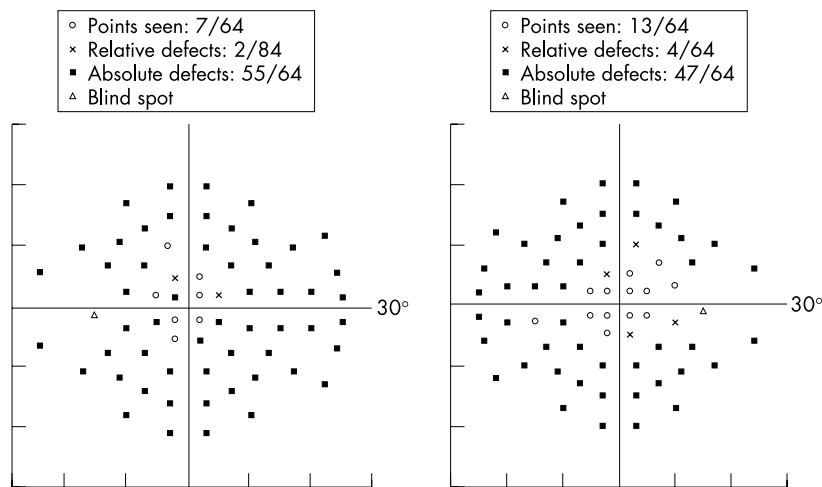 Points seen: 7/64
Relative defects: 2/84
Absolute defects: 55/64
Blind spot
30°
Points seen: 13/64
Relative defects: 4/64
Absolute defects: 47/64
Blind spot
30°